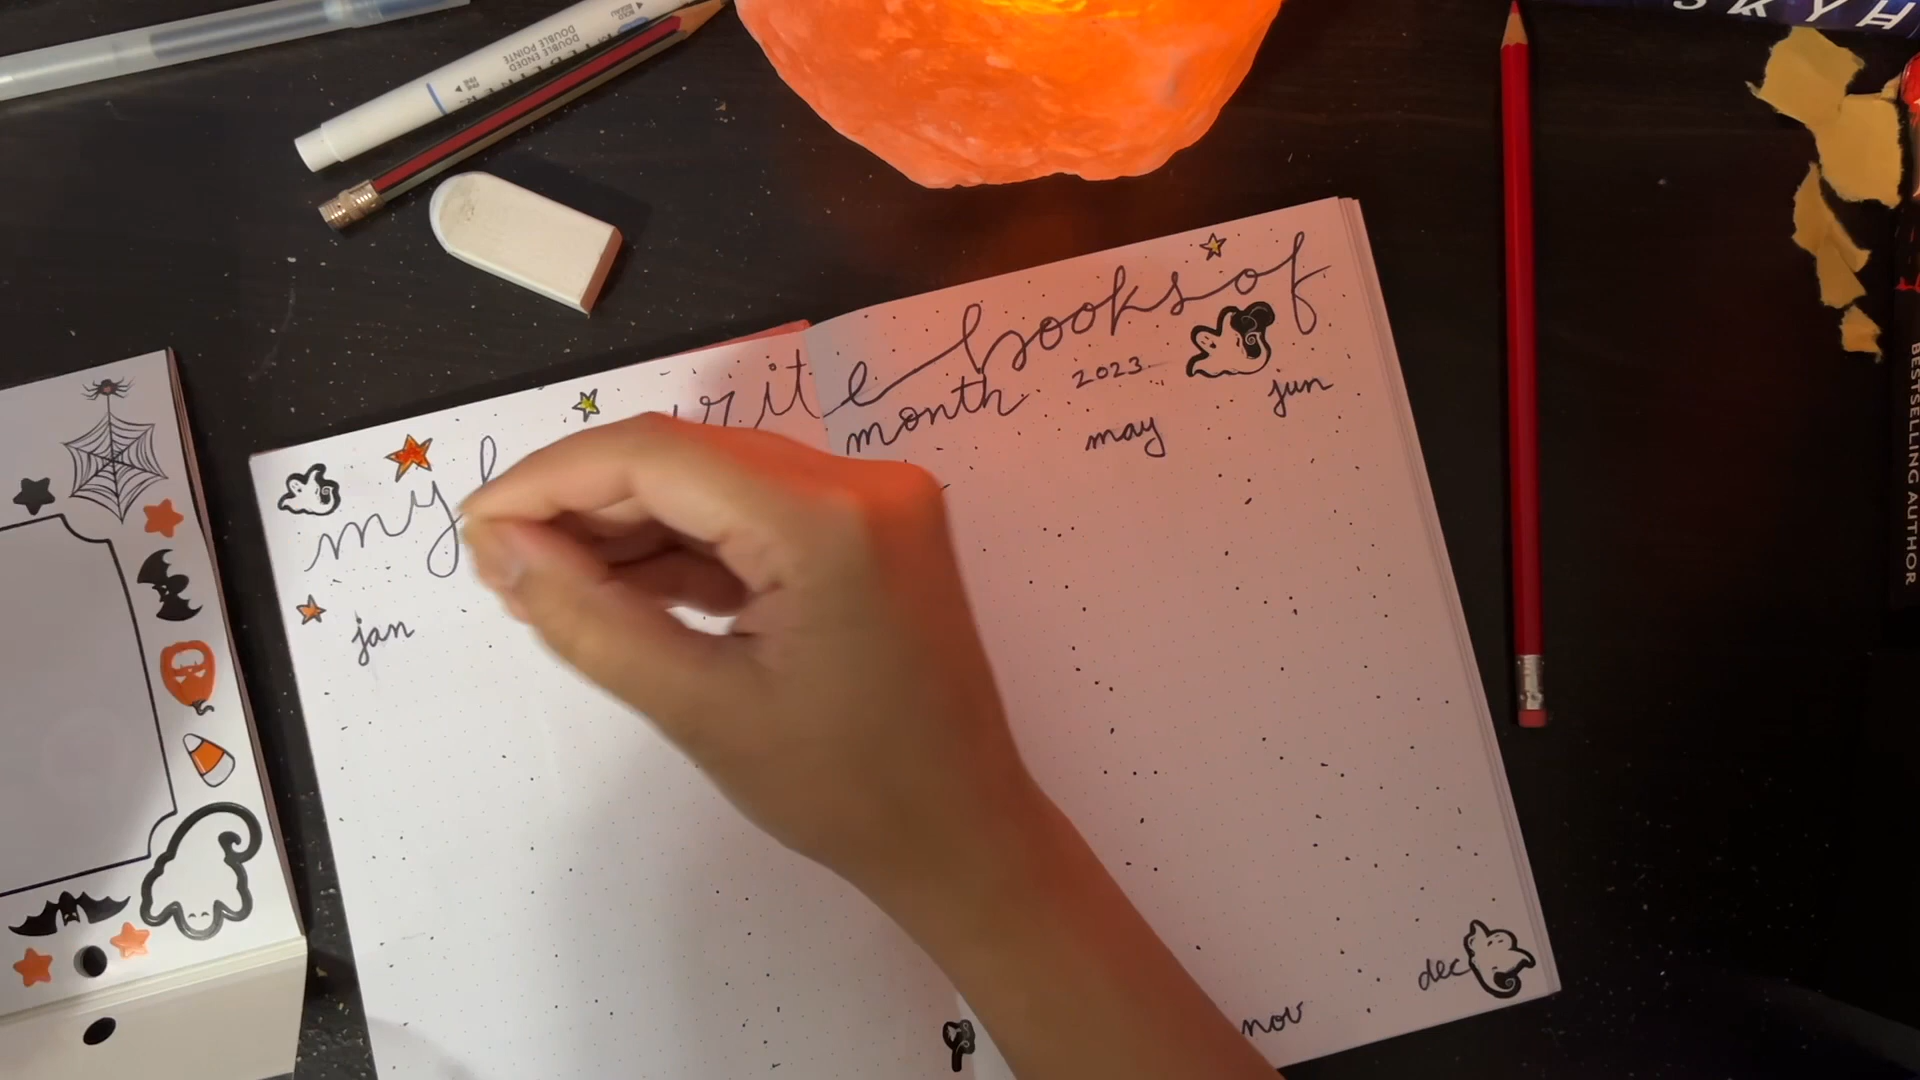 my
books of
month
2023
jan
may
jun
nov
dec
DOUBLE ENDED
DOUBLE POINTE
BESTSELLING AUTHOR